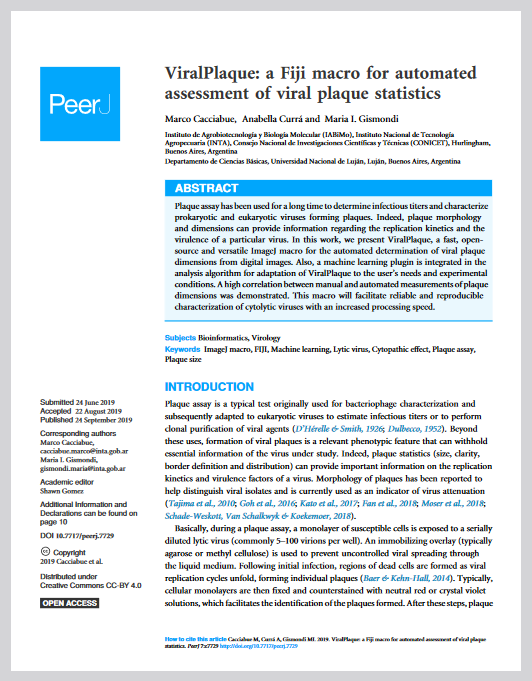 PeerJ
ViralPlaque: a Fiji macro for automated
assessment of viral plaque statistics
Marco Cacciabue, Anabella Currá and Maria I. Gismondi
Instituto de Agrobiotecnología y Biología Molecular (IABiMo), Instituto Nacional de Tecnología
Agropecuaria (INTA), Consejo Nacional de Investigaciones Científicas y Técnicas (CONICET), Hurlingham,
Buenos Aires, Argentina
Departamento de Ciencias Básicas, Universidad Nacional de Luján, Luján, Buenos Aires, Argentina
ABSTRACT
Plaque assay has been used for a long time to determine infectious titers and characterize
prokaryotic and eukaryotic viruses forming plaques. Indeed, plaque morphology
and dimensions can provide information regarding the replication kinetics and the
virulence of a particular virus. In this work, we present ViralPlaque, a fast, open-
source and versatile ImageJ macro for the automated determination of viral plaque
dimensions from digital images. Also, a machine learning plugin is integrated in the
analysis algorithm for adaptation of ViralPlaque to the user's needs and experimental
conditions. A high correlation between manual and automated measurements of plaque
dimensions was demonstrated. This macro will facilitate reliable and reproducible
characterization of cytolytic viruses with an increased processing speed.
Subjects Bioinformatics, Virology
Keywords ImageJ macro, FIJI, Machine learning, Lytic virus, Cytopathic effect, Plaque assay,
Plaque size
INTRODUCTION
Plaque assay is a typical test originally used for bacteriophage characterization and
subsequently adapted to eukaryotic viruses to estimate infectious titers or to perform
clonal purification of viral agents (D'Hérelle & Smith, 1926; Dulbecco, 1952). Beyond
these uses, formation of viral plaques is a relevant phenotypic feature that can withhold
essential information of the virus under study. Indeed, plaque statistics (size, clarity,
border definition and distribution) can provide important information on the replication
kinetics and virulence factors of a virus. Morphology of plaques has been reported to
help distinguish viral isolates and is currently used as an indicator of virus attenuation
(Tajima et al., 2010; Goh et al., 2016; Kato et al., 2017; Fan et al., 2018; Moser et al., 2018;
Schade-Weskott, Van Schalkwyk & Koekemoer, 2018).
Basically, during a plaque assay, a monolayer of susceptible cells is exposed to a serially
diluted lytic virus (commonly 5–100 virions per well). An immobilizing overlay (typically
agarose or methyl cellulose) is used to prevent uncontrolled viral spreading through
the liquid medium. Following initial infection, regions of dead cells are formed as viral
replication cycles unfold, forming individual plaques (Baer & Kehn-Hall, 2014). Typically,
cellular monolayers are then fixed and counterstained with neutral red or crystal violet
solutions, which facilitates the identification of the plaques formed. After these steps, plaque
Submitted 24 June 2019
Accepted 22 August 2019
Published 24 September 2019
Corresponding authors
Marco Cacciabue,
cacciabue.marco@inta.gob.ar
Maria I. Gismondi,
gismondi.maria@inta.gob.ar
Academic editor
Shawn Gomez
Additional Information and
Declarations can be found on
page 10
DOI 10.7717/peerj.7729
cc Copyright
2019 Cacciabue et al.
Distributed under
Creative Commons CC-BY 4.0
OPEN ACCESS
How to cite this article Cacciabue M, Currá A, Gismondi MI. 2019. ViralPlaque: a Fiji macro for automated assessment of viral plaque
statistics. PeerJ 7:e7729 http://doi.org/10.7717/peerj.7729